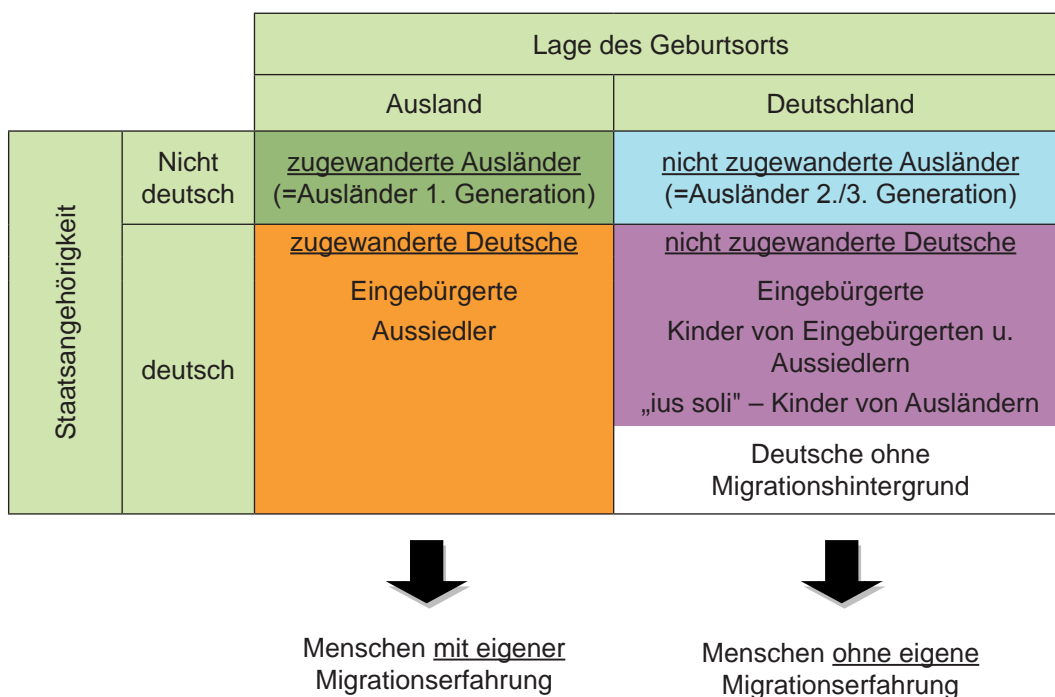 Lage des Geburtsorts
Ausland
Deutschland
Staatsangehörigkeit
Nicht
deutsch
zugewanderte Ausländer
(=Ausländer 1. Generation)
nicht zugewanderte Ausländer
(=Ausländer 2./3. Generation)
deutsch
zugewanderte Deutsche
Eingebürgerte
Aussiedler
nicht zugewanderte Deutsche
Eingebürgerte
Kinder von Eingebürgerten u.
Aussiedlern
„ius soli" – Kinder von Ausländern
Deutsche ohne
Migrationshintergrund
Menschen mit eigener
Migrationserfahrung
Menschen ohne eigene
Migrationserfahrung